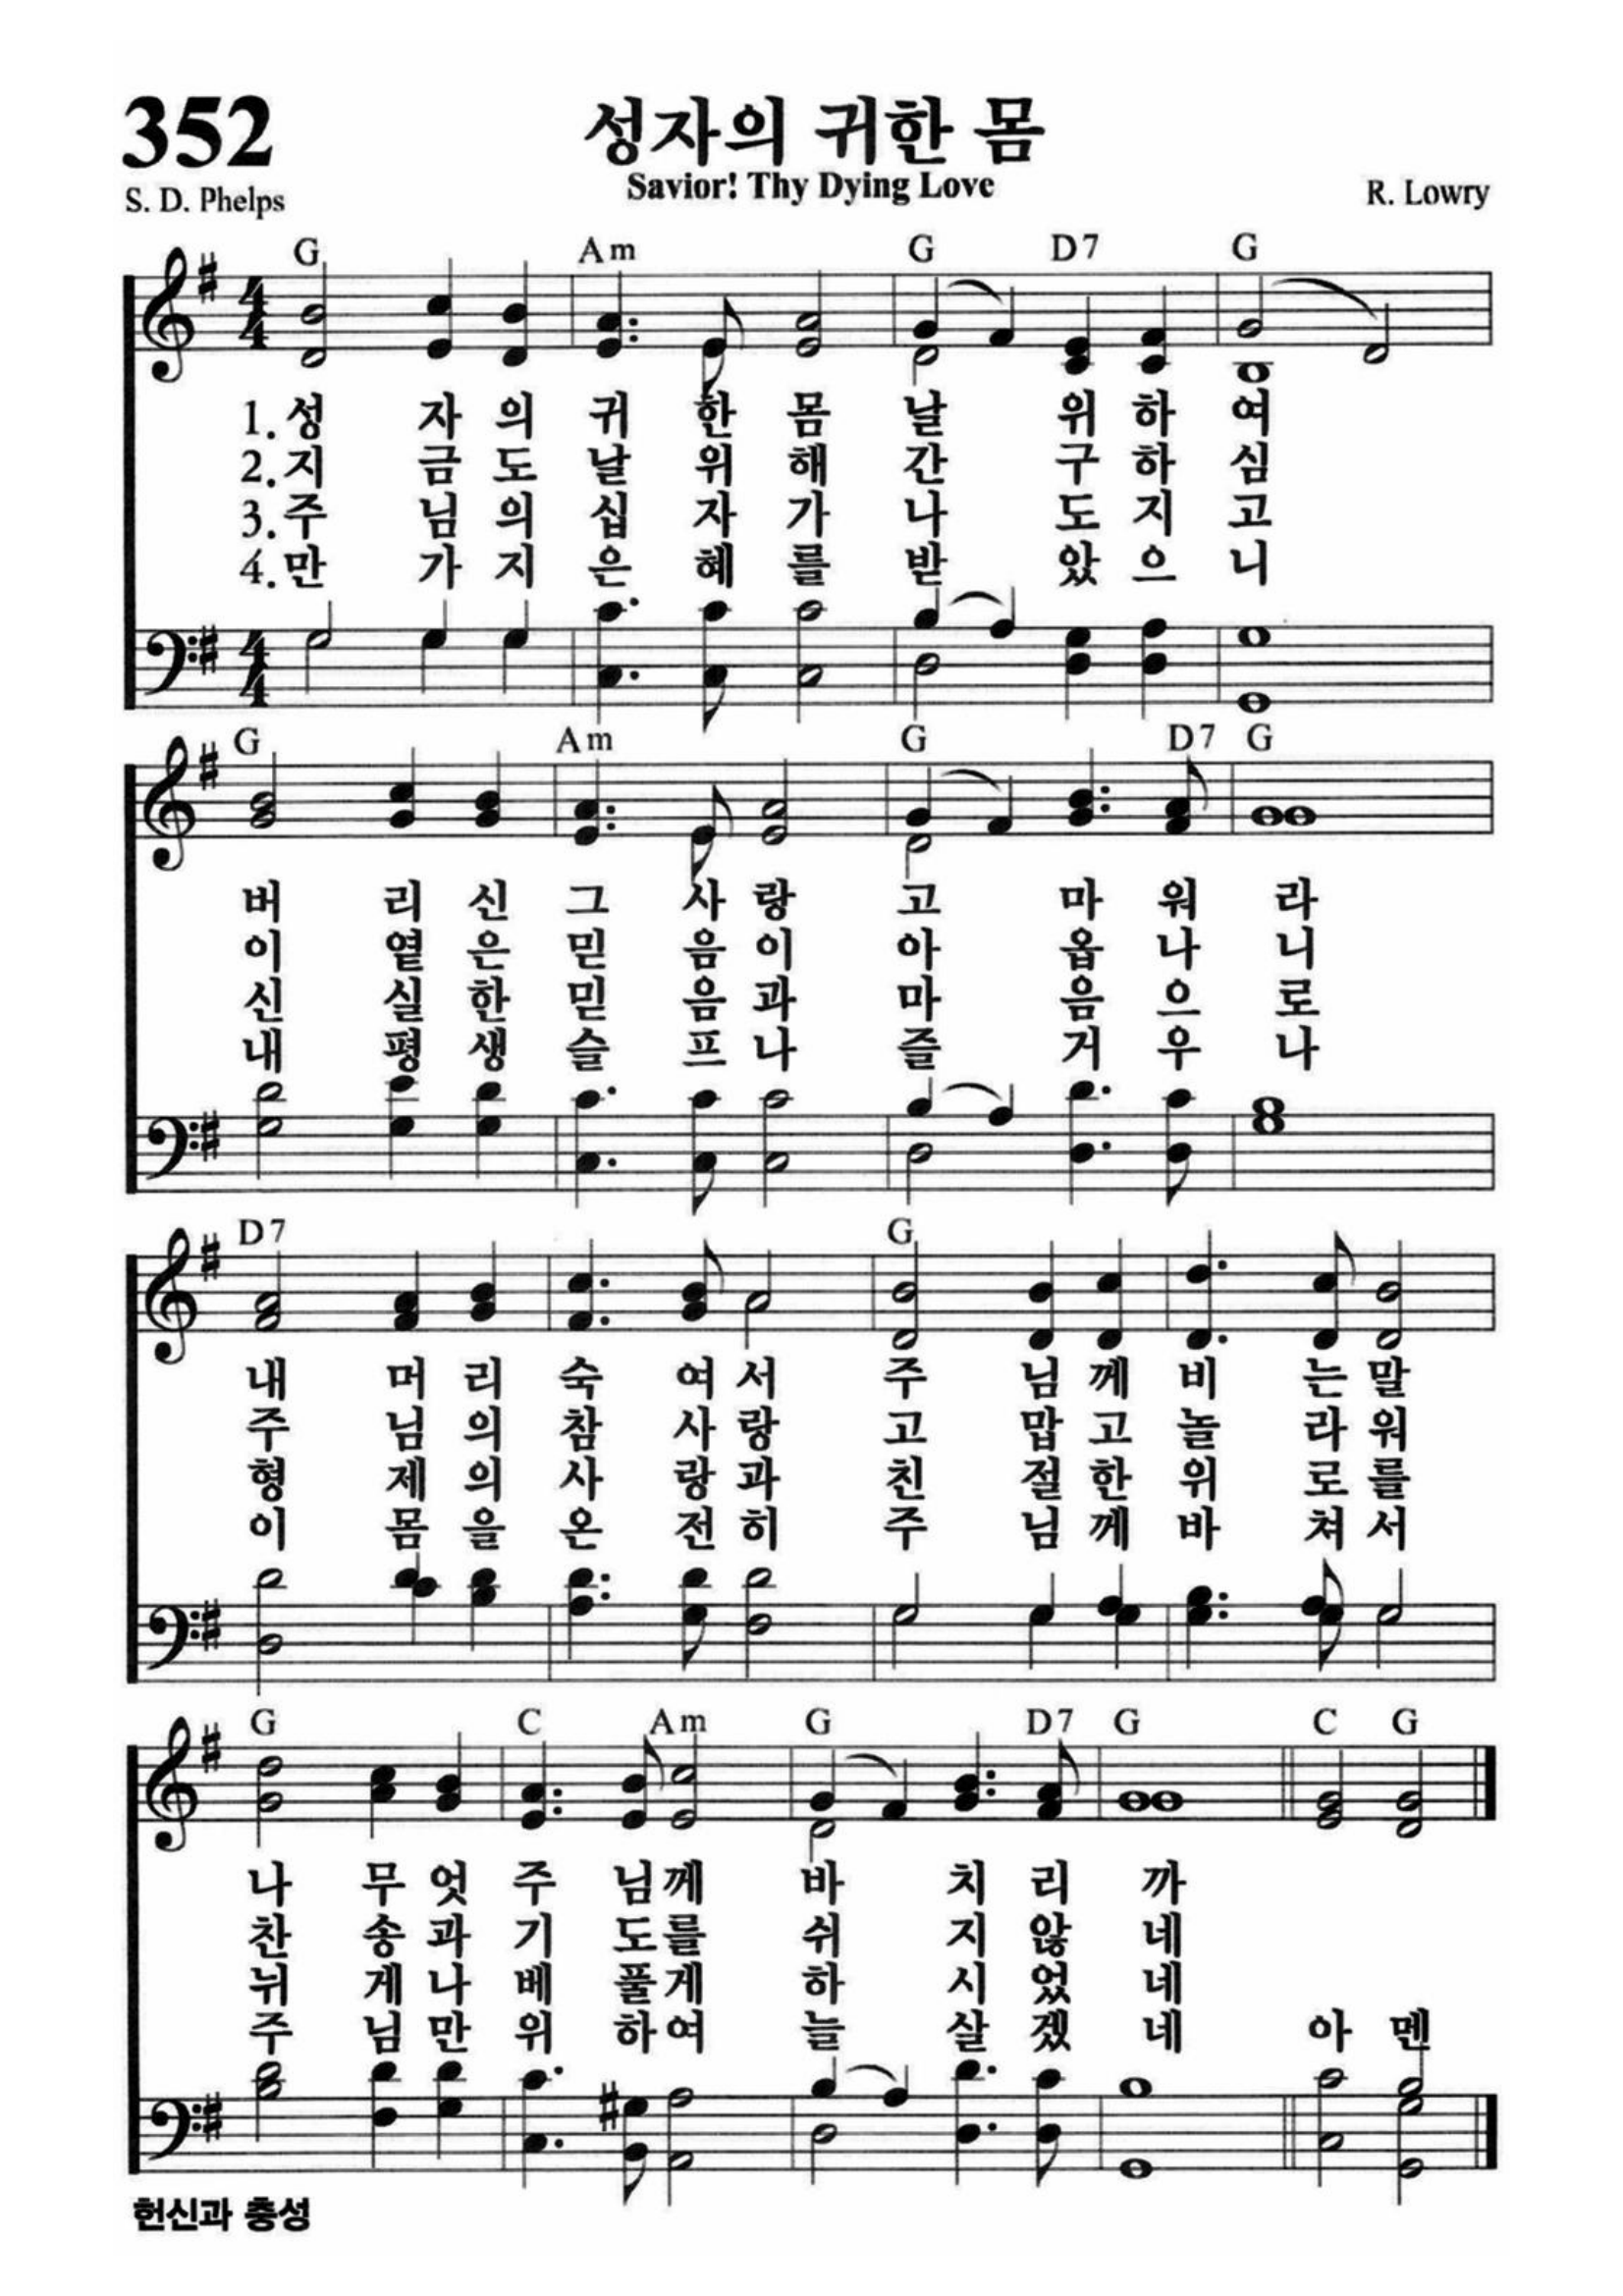 352
성자의 귀한 몸
Savior! Thy Dying Love
S. D. Phelps
R. Lowry
G Am G D7 G
1.성 자 의 귀 한 몸 날 위 하 여
2.지 금 도 날 위 해 간 구 하 심
3.주 님 의 십 자 가 나 도 지 고
4.만 가 지 은 혜 를 받 았 으 니
G Am G D7 G
버 리 신 그 사 랑 고 마 워 라
이 옅 은 믿 음 이 아 옵 나 니
신 실 한 믿 음 과 마 음 으 로
내 평 생 슬 프 나 즐 거 우 나
D7 G
내 머 리 숙 여 서 주 님 께 비 는 말
주 님 의 참 사 랑 고 맙 고 놀 라 워
형 제 의 사 랑 과 친 절 한 위 로 를
이 몸 을 온 전 히 주 님 께 바 쳐 서
G C Am G D7 G C G
나 무 엇 주 님 께 바 치 리 까
찬 송 과 기 도 를 쉬 지 않 네
뉘 게 나 베 풀 게 하 시 었 네
주 님 만 위 하 여 늘 살 겠 네 아 멘
헌신과 충성